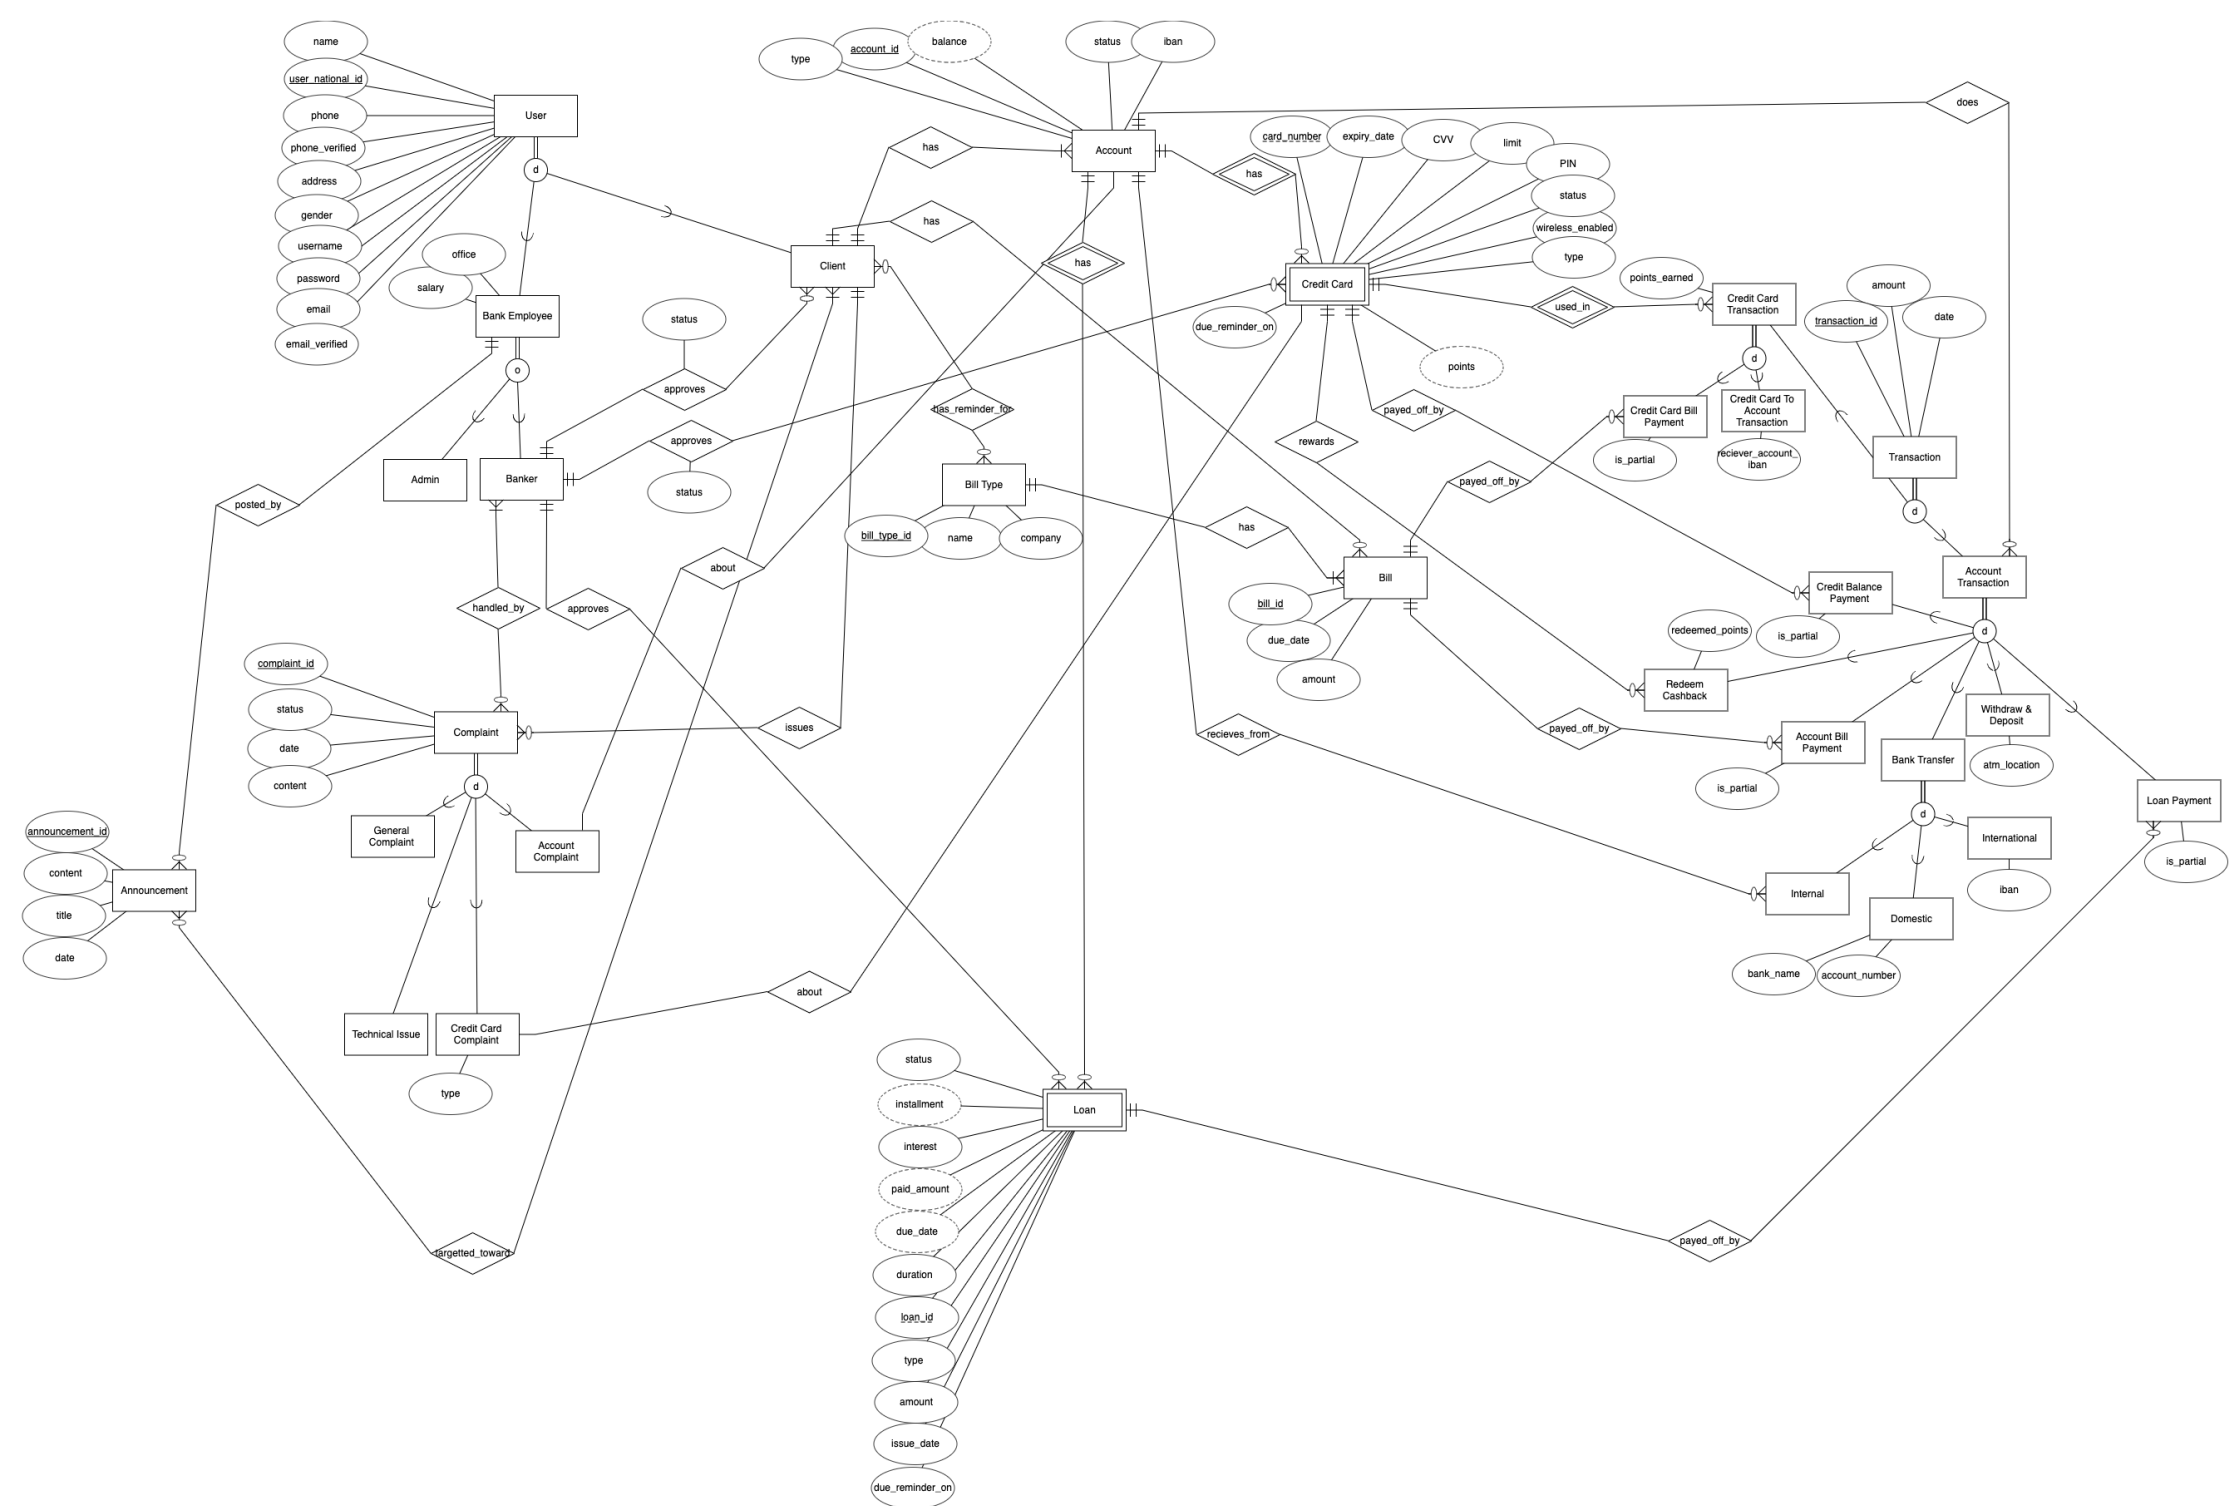 name
user_national_id
phone
phone_verified
address
gender
username
password
email
email_verified
User
d
office
salary
Bank Employee
o
Admin
Banker
posted_by
status
approves
approves
status
type
account_id
balance
status
iban
Account
has
has
Client
has
has
does
card_number
expiry_date
CVV
limit
PIN
status
wireless_enabled
type
Credit Card
due_reminder_on
points
used_in
points_earned
Credit Card
Transaction
d
transaction_id
amount
date
Transaction
d
Credit Card Bill
Payment
is_partial
Credit Card To
Account
Transaction
reciever_account_
iban
has_reminder_for
Bill Type
bill_type_id
name
company
rewards
payed_off_by
payed_off_by
has
Bill
bill_id
due_date
amount
Account
Transaction
d
Credit Balance
Payment
is_partial
redeemed_points
Redeem
Cashback
Account Bill
Payment
is_partial
payed_off_by
recieves_from
Withdraw &
Deposit
atm_location
Bank Transfer
d
International
iban
Internal
Domestic
bank_name
account_number
Loan Payment
is_partial
about
handled_by
approves
issues
complaint_id
status
date
content
Complaint
d
General
Complaint
Account
Complaint
Technical Issue
Credit Card
Complaint
type
about
announcement_id
content
title
date
Announcement
targetted_toward
status
installment
interest
paid_amount
due_date
duration
loan_id
type
amount
issue_date
due_reminder_on
Loan
payed_off_by